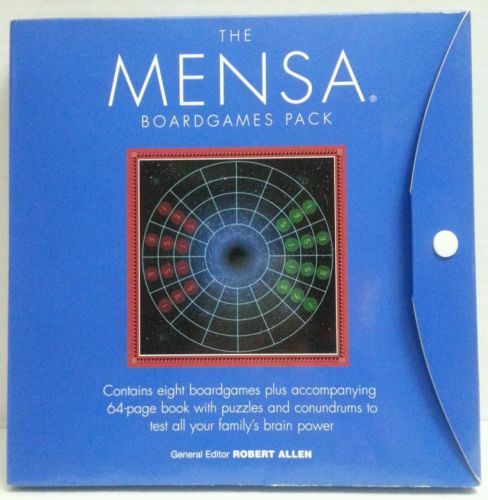 THE
MENSA®
BOARDGAMES PACK
Contains eight boardgames plus accompanying
64-page book with puzzles and conundrums to
test all your family's brain power
General Editor ROBERT ALLEN